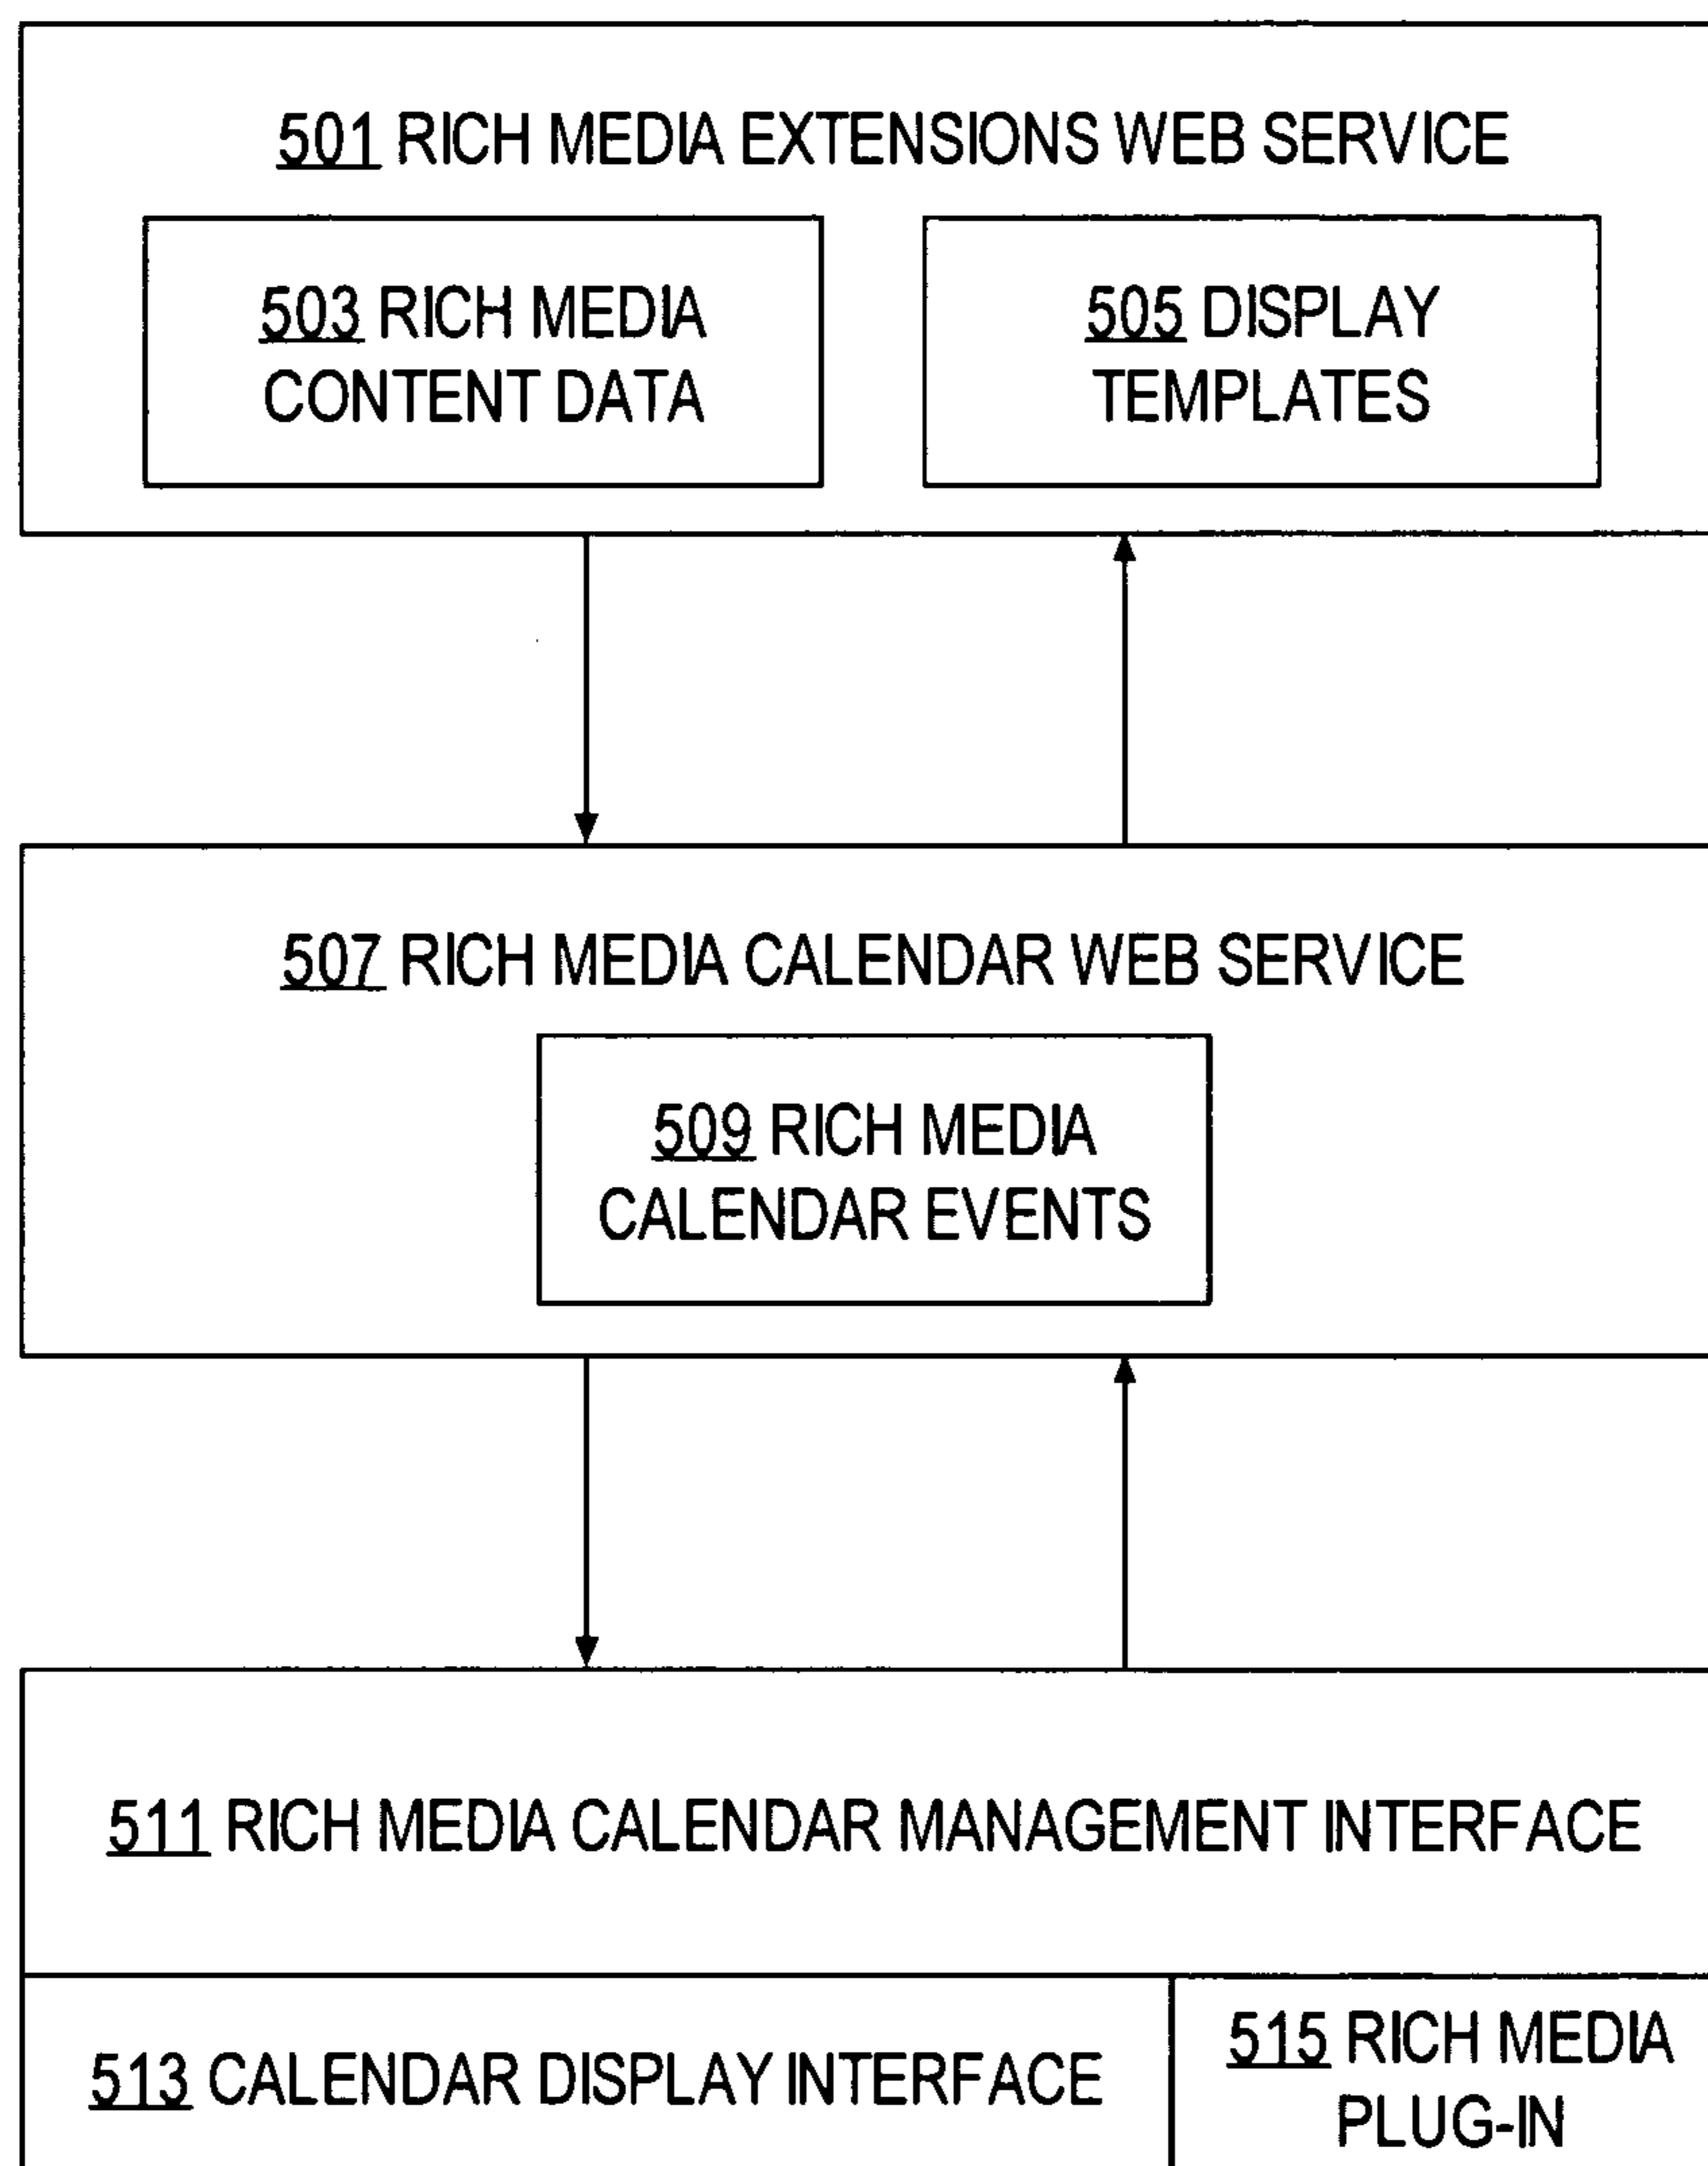 501 RICH MEDIA EXTENSIONS WEB SERVICE
503 RICH MEDIA
CONTENT DATA
505 DISPLAY
TEMPLATES
507 RICH MEDIA CALENDAR WEB SERVICE
509 RICH MEDIA
CALENDAR EVENTS
511 RICH MEDIA CALENDAR MANAGEMENT INTERFACE
513 CALENDAR DISPLAY INTERFACE
515 RICH MEDIA
PLUG-IN